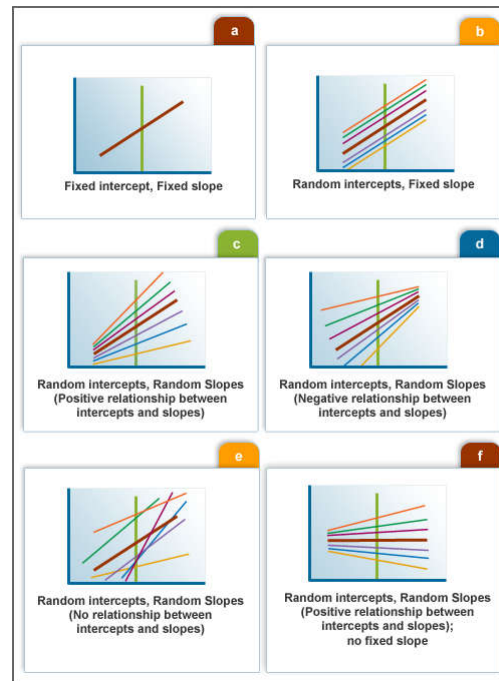 a
b
Fixed intercept, Fixed slope
Random intercepts, Fixed slope
c
d
Random intercepts, Random Slopes
(Positive relationship between
intercepts and slopes)
Random intercepts, Random Slopes
(Negative relationship between
intercepts and slopes)
e
f
Random intercepts, Random Slopes
(No relationship between
intercepts and slopes)
Random intercepts, Random Slopes
(Positive relationship between
intercepts and slopes);
no fixed slope